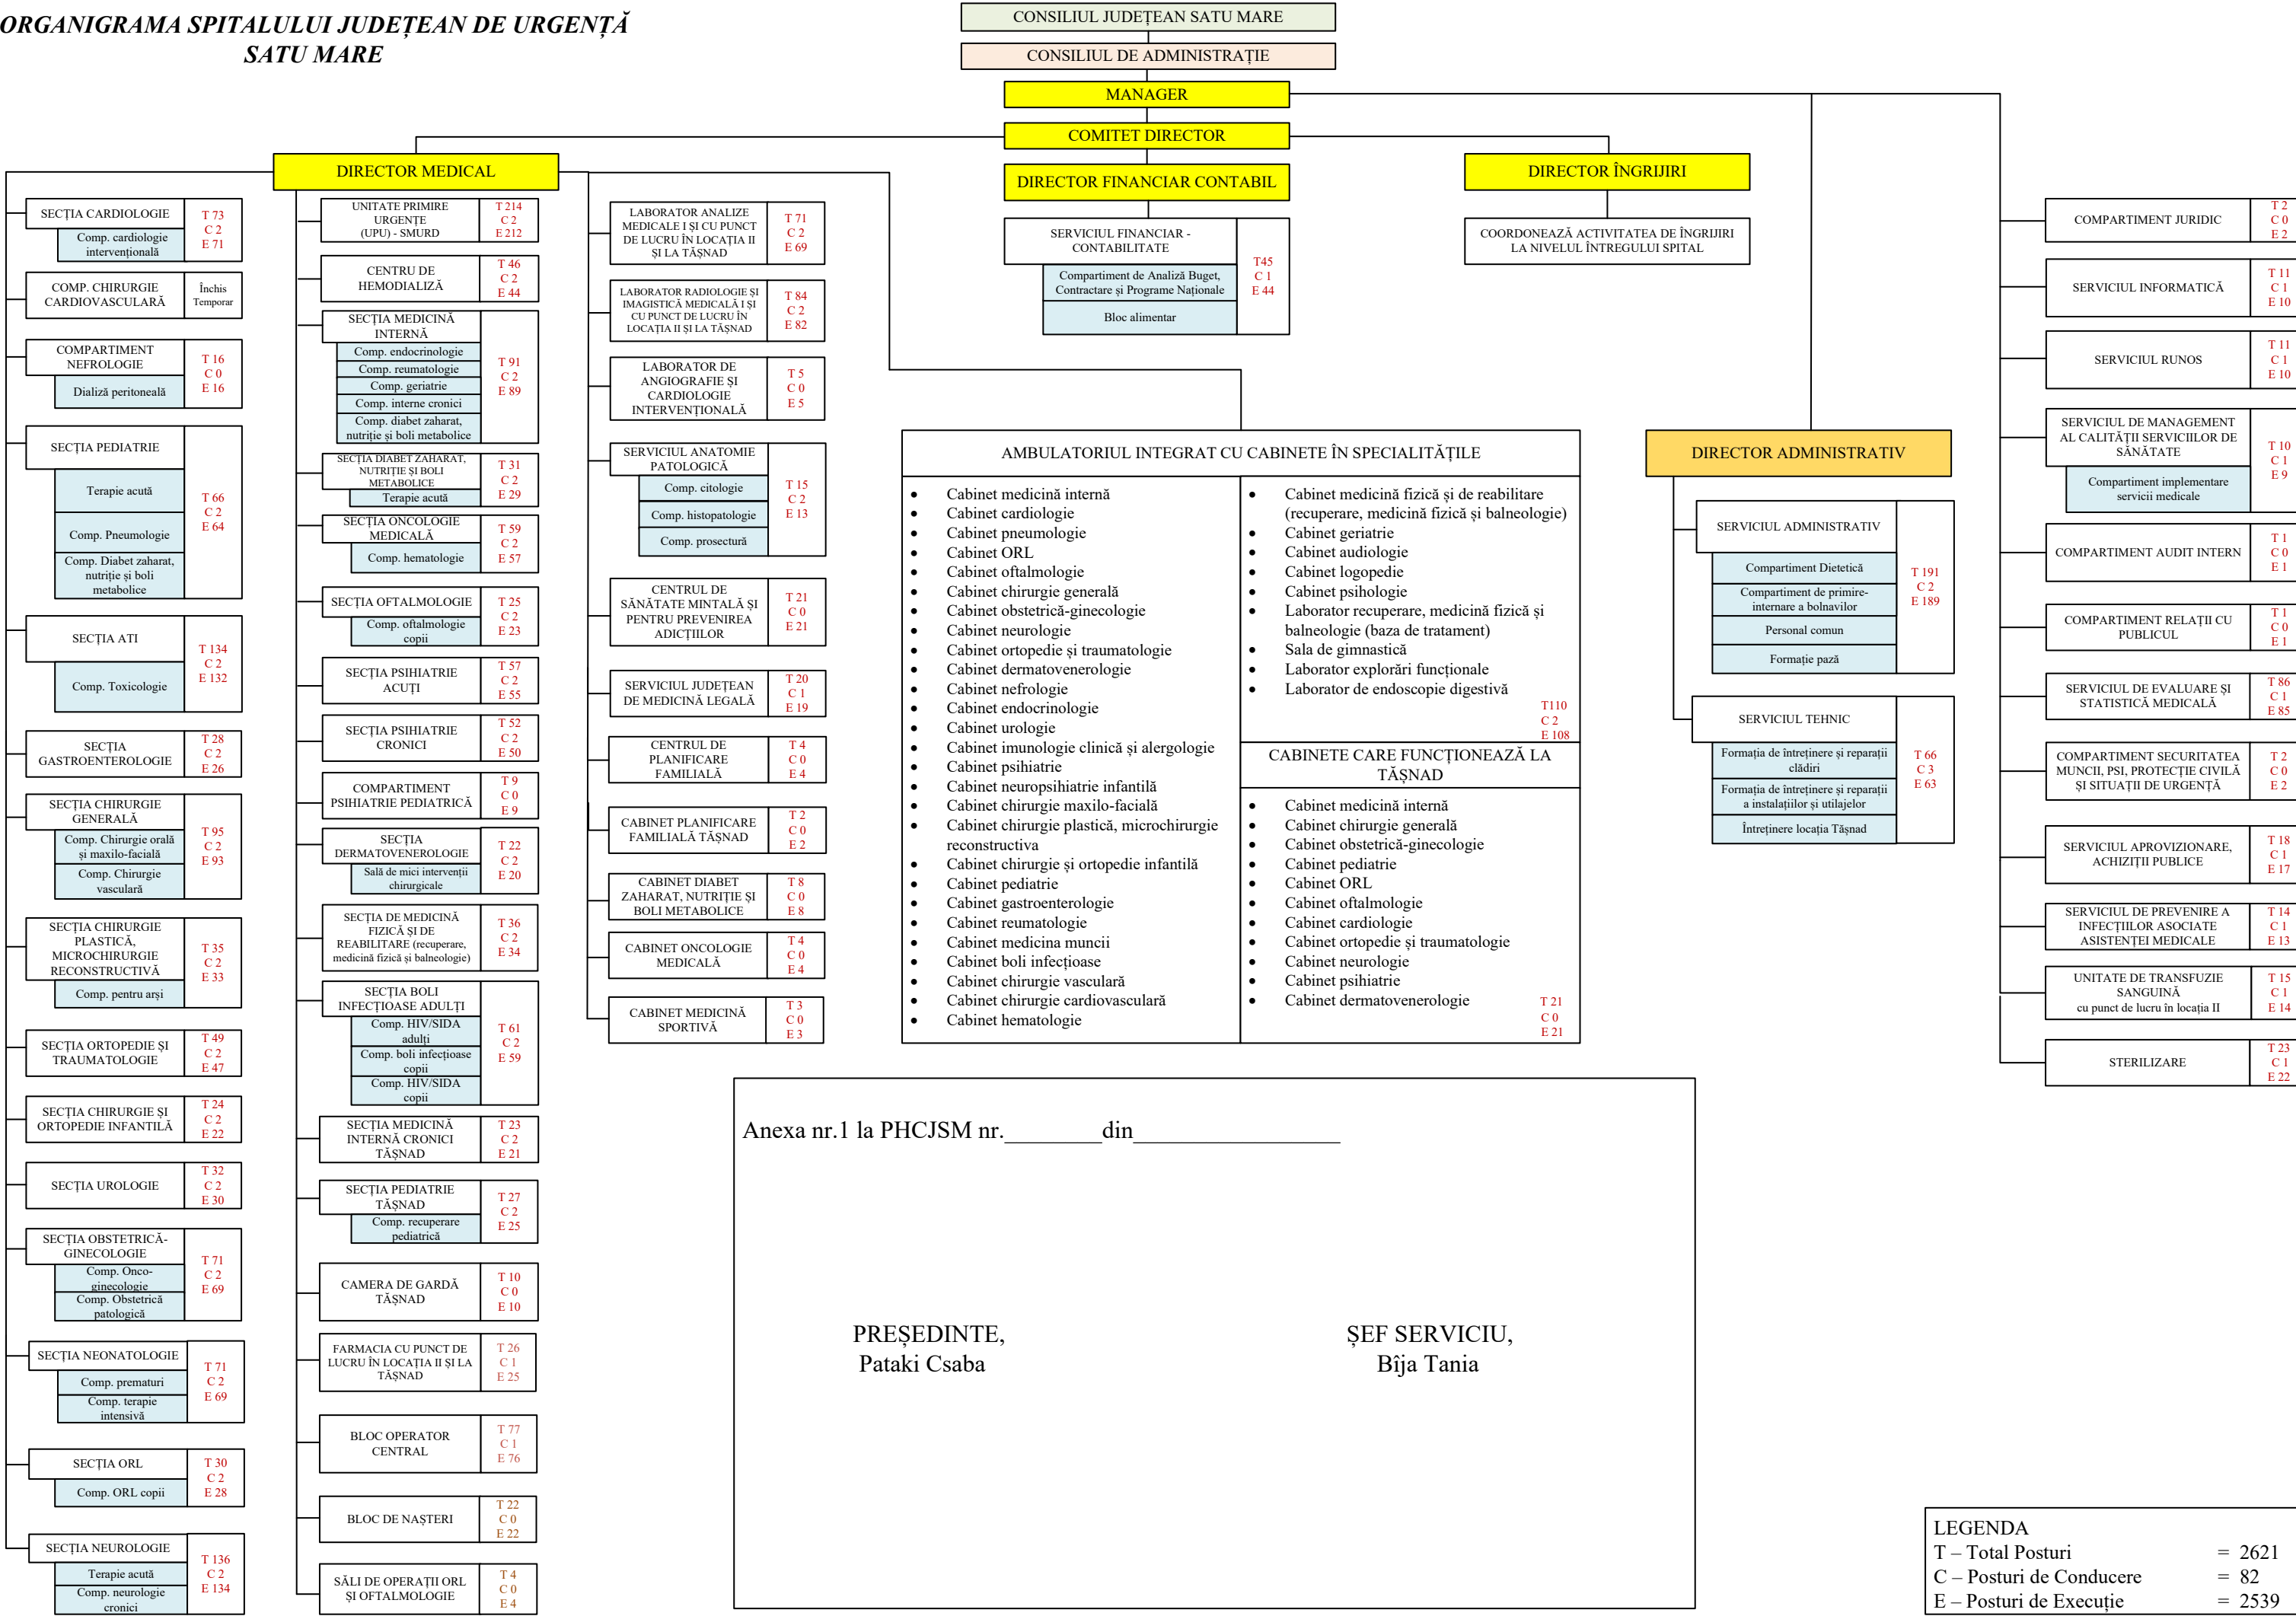 ORGANIGRAMA SPITALULUI JUDEȚEAN DE URGENȚĂ
SATU MARE
CONSILIUL JUDEȚEAN SATU MARE
CONSILIUL DE ADMINISTRAȚIE
MANAGER
COMITET DIRECTOR
DIRECTOR MEDICAL
DIRECTOR FINANCIAR CONTABIL
DIRECTOR ÎNGRIJIRI
SECȚIA CARDIOLOGIE
Comp. cardiologie
intervențională
T 73
C 2
E 71
COMP. CHIRURGIE
CARDIOVASCULARĂ
Închis
Temporar
COMPARTIMENT
NEFROLOGIE
Dializă peritoneală
T 16
C 0
E 16
SECȚIA PEDIATRIE
Terapie acută
Comp. Pneumologie
Comp. Diabet zaharat,
nutriție și boli
metabolice
T 66
C 2
E 64
SECȚIA ATI
Comp. Toxicologie
T 134
C 2
E 132
SECȚIA
GASTROENTEROLOGIE
T 28
C 2
E 26
SECȚIA CHIRURGIE
GENERALĂ
Comp. Chirurgie orală
și maxilo-facială
Comp. Chirurgie
vasculară
T 95
C 2
E 93
SECȚIA CHIRURGIE
PLASTICĂ,
MICROCHIRURGIE
RECONSTRUCTIVĂ
Comp. pentru arși
T 35
C 2
E 33
SECȚIA ORTOPEDIE ȘI
TRAUMATOLOGIE
T 49
C 2
E 47
SECȚIA CHIRURGIE ȘI
ORTOPEDIE INFANTILĂ
T 24
C 2
E 22
SECȚIA UROLOGIE
T 32
C 2
E 30
SECȚIA OBSTETRICĂ-
GINECOLOGIE
Comp. Onco-
ginecologie
Comp. Obstetrică
patologică
T 71
C 2
E 69
SECȚIA NEONATOLOGIE
Comp. prematuri
Comp. terapie
intensivă
T 71
C 2
E 69
SECȚIA ORL
Comp. ORL copii
T 30
C 2
E 28
SECȚIA NEUROLOGIE
Terapie acută
Comp. neurologie
cronici
T 136
C 2
E 134
UNITATE PRIMIRE
URGENȚE
(UPU) - SMURD
T 214
C 2
E 212
CENTRU DE
HEMODIALIZĂ
T 46
C 2
E 44
SECȚIA MEDICINĂ
INTERNĂ
Comp. endocrinologie
Comp. reumatologie
Comp. geriatrie
Comp. interne cronici
Comp. diabet zaharat,
nutriție și boli metabolice
T 91
C 2
E 89
SECȚIA DIABET ZAHARAT,
NUTRIȚIE ȘI BOLI
METABOLICE
Terapie acută
T 31
C 2
E 29
SECȚIA ONCOLOGIE
MEDICALĂ
Comp. hematologie
T 59
C 2
E 57
SECȚIA OFTALMOLOGIE
Comp. oftalmologie
copii
T 25
C 2
E 23
SECȚIA PSIHIATRIE
ACUȚI
T 57
C 2
E 55
SECȚIA PSIHIATRIE
CRONICI
T 52
C 2
E 50
COMPARTIMENT
PSIHIATRIE PEDIATRICĂ
T 9
C 0
E 9
SECȚIA
DERMATOVENEROLOGIE
Sală de mici intervenții
chirurgicale
T 22
C 2
E 20
SECȚIA DE MEDICINĂ
FIZICĂ ȘI DE
REABILITARE (recuperare,
medicină fizică și balneologie)
T 36
C 2
E 34
SECȚIA BOLI
INFECȚIOASE ADULȚI
Comp. HIV/SIDA
adulți
Comp. boli infecțioase
copii
Comp. HIV/SIDA
copii
T 61
C 2
E 59
SECȚIA MEDICINĂ
INTERNĂ CRONICI
TĂȘNAD
T 23
C 2
E 21
SECȚIA PEDIATRIE
TĂȘNAD
Comp. recuperare
pediatrică
T 27
C 2
E 25
CAMERA DE GARDĂ
TĂȘNAD
T 10
C 0
E 10
FARMACIA CU PUNCT DE
LUCRU ÎN LOCAȚIA II ȘI LA
TĂȘNAD
T 26
C 1
E 25
BLOC OPERATOR
CENTRAL
T 77
C 1
E 76
BLOC DE NAȘTERI
T 22
C 0
E 22
SĂLI DE OPERAȚII ORL
ȘI OFTALMOLOGIE
T 4
C 0
E 4
LABORATOR ANALIZE
MEDICALE I ȘI CU PUNCT
DE LUCRU ÎN LOCAȚIA II
ȘI LA TĂȘNAD
T 71
C 2
E 69
LABORATOR RADIOLOGIE ȘI
IMAGISTICĂ MEDICALĂ I ȘI
CU PUNCT DE LUCRU ÎN
LOCAȚIA II ȘI LA TĂȘNAD
T 84
C 2
E 82
LABORATOR DE
ANGIOGRAFIE ȘI
CARDIOLOGIE
INTERVENȚIONALĂ
T 5
C 0
E 5
SERVICIUL ANATOMIE
PATOLOGICĂ
Comp. citologie
Comp. histopatologie
Comp. prosectură
T 15
C 2
E 13
CENTRUL DE
SĂNĂTATE MINTALĂ ȘI
PENTRU PREVENIREA
ADICȚIILOR
T 21
C 0
E 21
SERVICIUL JUDEȚEAN
DE MEDICINĂ LEGALĂ
T 20
C 1
E 19
CENTRUL DE
PLANIFICARE
FAMILIALĂ
T 4
C 0
E 4
CABINET PLANIFICARE
FAMILIALĂ TĂȘNAD
T 2
C 0
E 2
CABINET DIABET
ZAHARAT, NUTRIȚIE ȘI
BOLI METABOLICE
T 8
C 0
E 8
CABINET ONCOLOGIE
MEDICALĂ
T 4
C 0
E 4
CABINET MEDICINĂ
SPORTIVĂ
T 3
C 0
E 3
SERVICIUL FINANCIAR -
CONTABILITATE
Compartiment de Analiză Buget,
Contractare și Programe Naționale
Bloc alimentar
T45
C 1
E 44
COORDONEAZĂ ACTIVITATEA DE ÎNGRIJIRI
LA NIVELUL ÎNTREGULUI SPITAL
AMBULATORIUL INTEGRAT CU CABINETE ÎN SPECIALITĂȚILE
• Cabinet medicină internă
• Cabinet cardiologie
• Cabinet pneumologie
• Cabinet ORL
• Cabinet oftalmologie
• Cabinet chirurgie generală
• Cabinet obstetrică-ginecologie
• Cabinet neurologie
• Cabinet ortopedie și traumatologie
• Cabinet dermatovenerologie
• Cabinet nefrologie
• Cabinet endocrinologie
• Cabinet urologie
• Cabinet imunologie clinică și alergologie
• Cabinet psihiatrie
• Cabinet neuropsihiatrie infantilă
• Cabinet chirurgie maxilo-facială
• Cabinet chirurgie plastică, microchirurgie
reconstructiva
• Cabinet chirurgie și ortopedie infantilă
• Cabinet pediatrie
• Cabinet gastroenterologie
• Cabinet reumatologie
• Cabinet medicina muncii
• Cabinet boli infecțioase
• Cabinet chirurgie vasculară
• Cabinet chirurgie cardiovasculară
• Cabinet hematologie
• Cabinet medicină fizică și de reabilitare
(recuperare, medicină fizică și balneologie)
• Cabinet geriatrie
• Cabinet audiologie
• Cabinet logopedie
• Cabinet psihologie
• Laborator recuperare, medicină fizică și
balneologie (baza de tratament)
• Sala de gimnastică
• Laborator explorări funcționale
• Laborator de endoscopie digestivă
T110
C 2
E 108
CABINETE CARE FUNCȚIONEAZĂ LA
TĂȘNAD
• Cabinet medicină internă
• Cabinet chirurgie generală
• Cabinet obstetrică-ginecologie
• Cabinet pediatrie
• Cabinet ORL
• Cabinet oftalmologie
• Cabinet cardiologie
• Cabinet ortopedie și traumatologie
• Cabinet neurologie
• Cabinet psihiatrie
• Cabinet dermatovenerologie
T 21
C 0
E 21
DIRECTOR ADMINISTRATIV
SERVICIUL ADMINISTRATIV
Compartiment Dietetică
Compartiment de primire-
internare a bolnavilor
Personal comun
Formație pază
T 191
C 2
E 189
SERVICIUL TEHNIC
Formația de întreținere și reparații
clădiri
Formația de întreținere și reparații
a instalațiilor și utilajelor
Întreținere locația Tășnad
T 66
C 3
E 63
COMPARTIMENT JURIDIC
T 2
C 0
E 2
SERVICIUL INFORMATICĂ
T 11
C 1
E 10
SERVICIUL RUNOS
T 11
C 1
E 10
SERVICIUL DE MANAGEMENT
AL CALITĂȚII SERVICIILOR DE
SĂNĂTATE
Compartiment implementare
servicii medicale
T 10
C 1
E 9
COMPARTIMENT AUDIT INTERN
T 1
C 0
E 1
COMPARTIMENT RELAȚII CU
PUBLICUL
T 1
C 0
E 1
SERVICIUL DE EVALUARE ȘI
STATISTICĂ MEDICALĂ
T 86
C 1
E 85
COMPARTIMENT SECURITATEA
MUNCII, PSI, PROTECȚIE CIVILĂ
ȘI SITUAȚII DE URGENȚĂ
T 2
C 0
E 2
SERVICIUL APROVIZIONARE,
ACHIZIȚII PUBLICE
T 18
C 1
E 17
SERVICIUL DE PREVENIRE A
INFECȚIILOR ASOCIATE
ASISTENȚEI MEDICALE
T 14
C 1
E 13
UNITATE DE TRANSFUZIE
SANGUINĂ
cu punct de lucru în locația II
T 15
C 1
E 14
STERILIZARE
T 23
C 1
E 22
Anexa nr.1 la PHCJSM nr.________din_________________
PREȘEDINTE,
Pataki Csaba
ȘEF SERVICIU,
Bîja Tania
LEGENDA
T – Total Posturi = 2621
C – Posturi de Conducere = 82
E – Posturi de Execuție = 2539